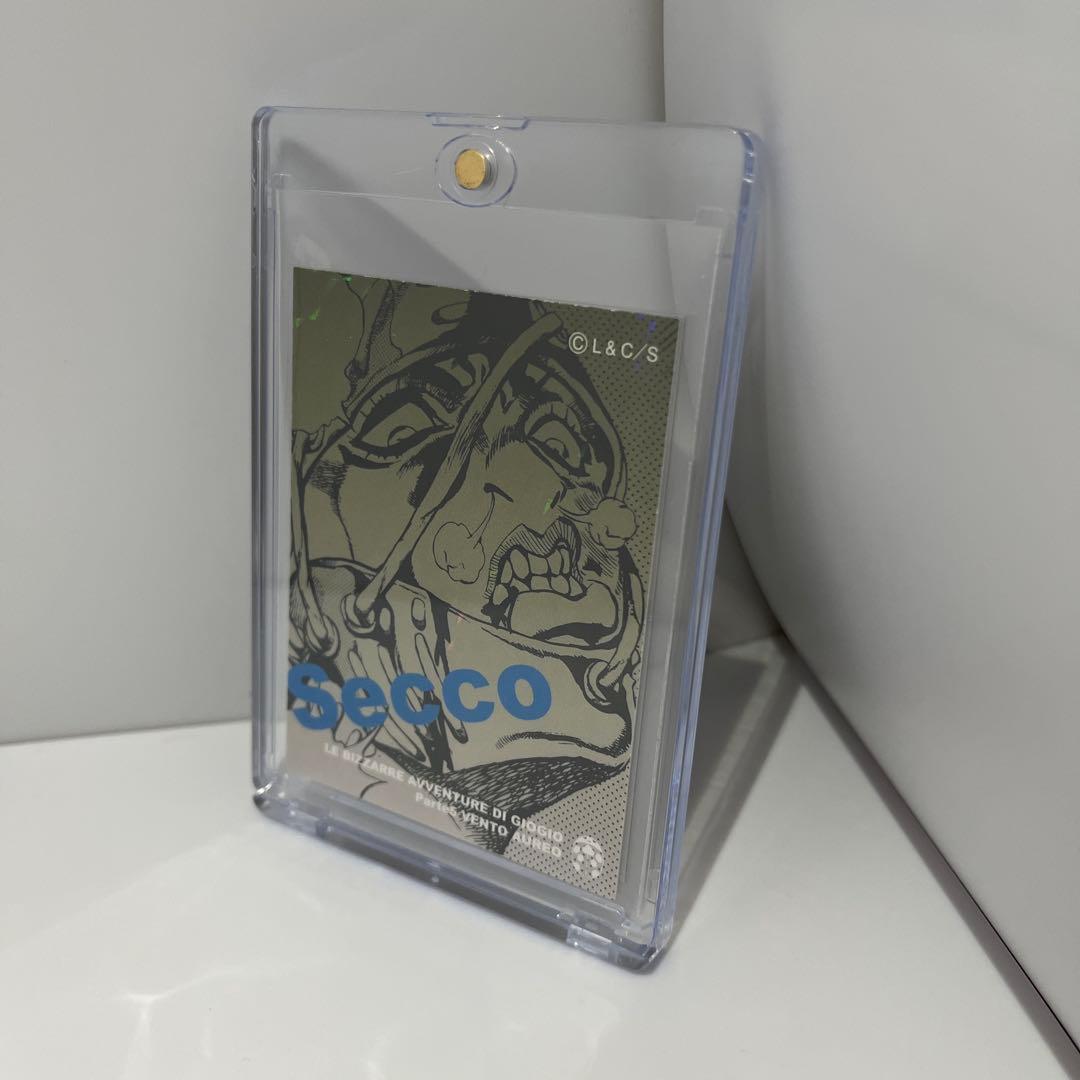 ©L&C/S
Secco
LE BIZZARRE AVVENTURE DI GIOGIO
Parte5 VENTO AUREO